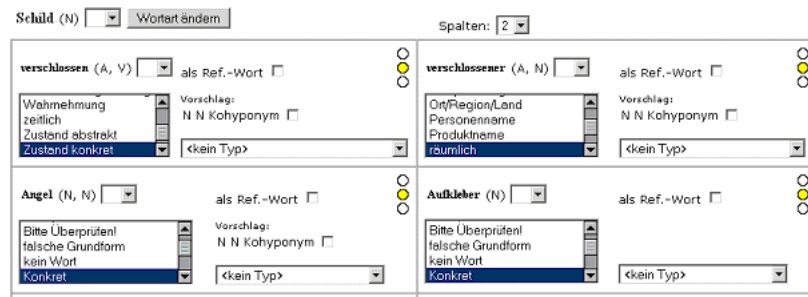 Schild (N) Wortart ändern
Spalten: 2
verschlossen (A, V)
als Ref.-Wort
Vorschlag:
N N Kohyponym
Wahrnehmung
zeitlich
Zustand abstrakt
Zustand konkret
<kein Typ>
verschlossener (A, N)
als Ref.-Wort
Vorschlag:
N N Kohyponym
Ort/Region/Land
Personenname
Produktname
räumlich
<kein Typ>
Angel (N, N)
als Ref.-Wort
Vorschlag:
N N Kohyponym
Bitte Überprüfen!
falsche Grundform
kein Wort
Konkret
<kein Typ>
Aufkleber (N)
als Ref.-Wort
Bitte Überprüfen!
falsche Grundform
kein Wort
Konkret
<kein Typ>